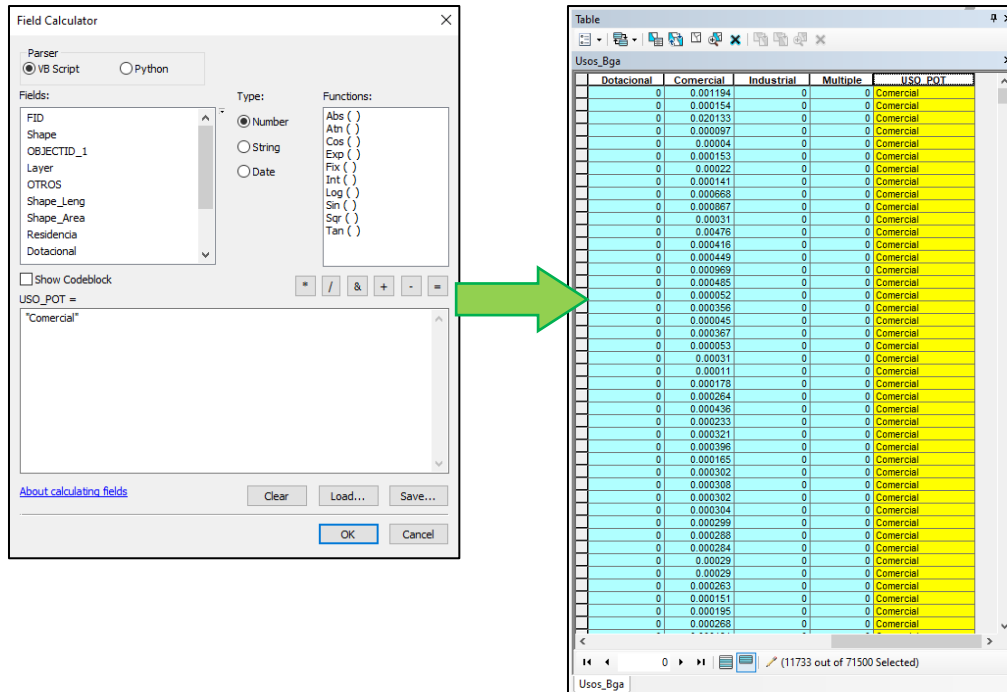 Field Calculator
Parser
VB Script Python
Fields: Type: Functions:
FID
Shape
OBJECTID_1
Layer
OTROS
Shape_Leng
Shape_Area
Residencia
Dotacional
Number
String
Date
Abs ( )
Atn ( )
Cos ( )
Exp ( )
Fix ( )
Int ( )
Log ( )
Sin ( )
Sqr ( )
Tan ( )
Show Codeblock
* / & + - =
USO_POT =
"Comercial"
About calculating fields
Clear Load... Save...
OK Cancel
Table
Usos_Bga
Dotacional Comercial Industrial Multiple USO_POT
0 0.001194 0 0 Comercial
0 0.000154 0 0 Comercial
0 0.020133 0 0 Comercial
0 0.000097 0 0 Comercial
0 0.00004 0 0 Comercial
0 0.000153 0 0 Comercial
0 0.00022 0 0 Comercial
0 0.000141 0 0 Comercial
0 0.000668 0 0 Comercial
0 0.000867 0 0 Comercial
0 0.00031 0 0 Comercial
0 0.00476 0 0 Comercial
0 0.000416 0 0 Comercial
0 0.000449 0 0 Comercial
0 0.000969 0 0 Comercial
0 0.000485 0 0 Comercial
0 0.000052 0 0 Comercial
0 0.000356 0 0 Comercial
0 0.000045 0 0 Comercial
0 0.000367 0 0 Comercial
0 0.000053 0 0 Comercial
0 0.00031 0 0 Comercial
0 0.00011 0 0 Comercial
0 0.000178 0 0 Comercial
0 0.000264 0 0 Comercial
0 0.000436 0 0 Comercial
0 0.000233 0 0 Comercial
0 0.000321 0 0 Comercial
0 0.000396 0 0 Comercial
0 0.000165 0 0 Comercial
0 0.000302 0 0 Comercial
0 0.000308 0 0 Comercial
0 0.000302 0 0 Comercial
0 0.000304 0 0 Comercial
0 0.000299 0 0 Comercial
0 0.000288 0 0 Comercial
0 0.000284 0 0 Comercial
0 0.00029 0 0 Comercial
0 0.00029 0 0 Comercial
0 0.000263 0 0 Comercial
0 0.000151 0 0 Comercial
0 0.000195 0 0 Comercial
0 0.000268 0 0 Comercial
0 (11733 out of 71500 Selected)
Usos_Bga